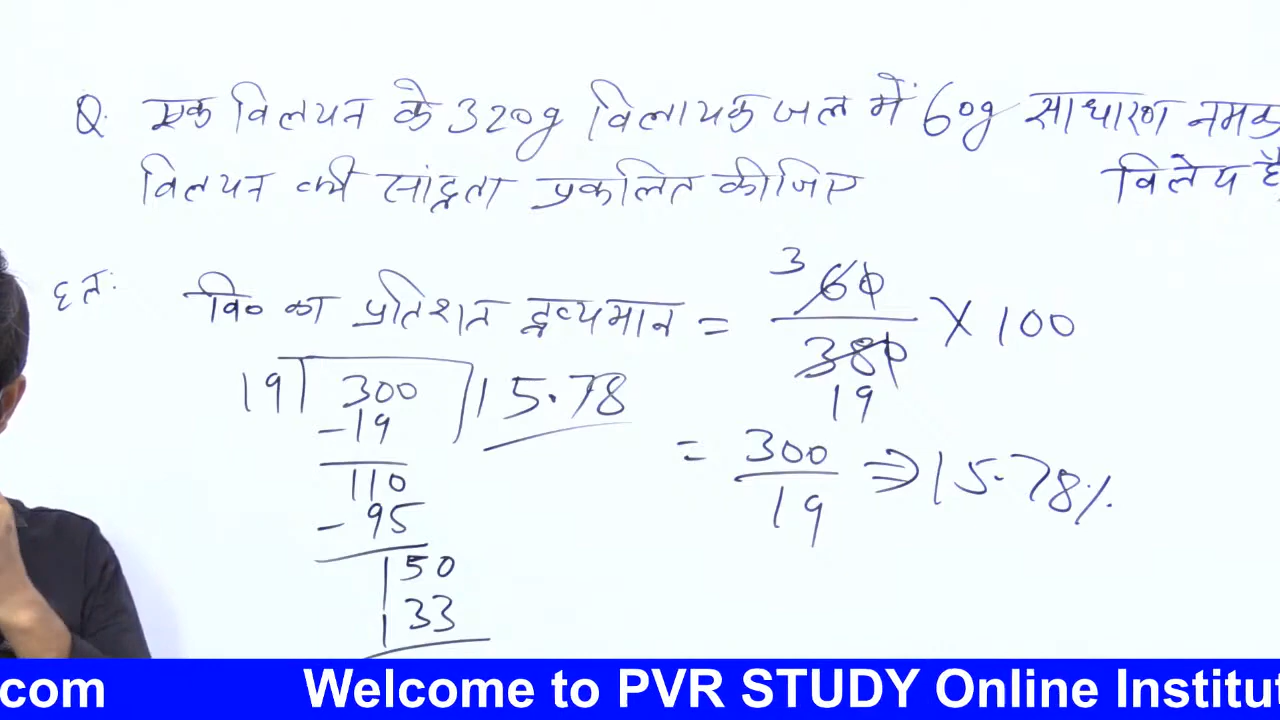 Q. एक विलयन के 320g विलायक जल में 60g साधारण नमक
विलेय है
विलयन की सांद्रता प्रकलित कीजिए
हल:
वि० का प्रतिशत द्रव्यमान = 60/380 × 100
3
19
19) 300 (15.78
-19
110
-95
150
133
= 300/19 ⇒ 15.78%
.com Welcome to PVR STUDY Online Institut